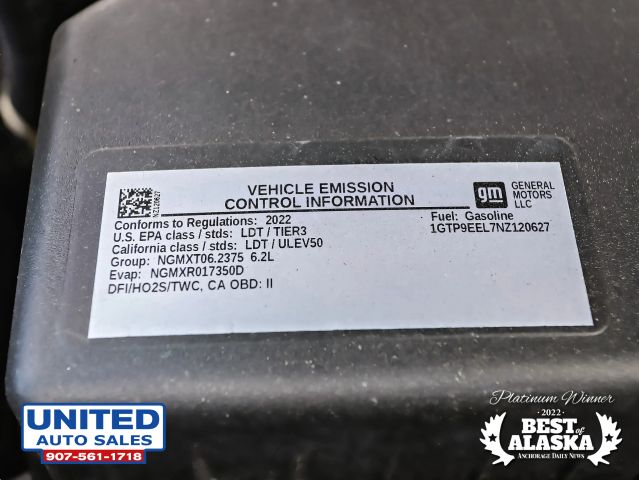 VEHICLE EMISSION
CONTROL INFORMATION
gm
GENERAL
MOTORS
LLC
NZ120627
Conforms to Regulations: 2022
Fuel: Gasoline
U.S. EPA class / stds: LDT / TIER3
1GTP9EEL7NZ120627
California class / stds: LDT / ULEV50
Group: NGMXT06.2375 6.2L
Evap: NGMXR017350D
DFI/HO2S/TWC, CA OBD: II
UNITED
AUTO SALES
907-561-1718
Platinum Winner
· 2022 ·
BEST of
ALASKA
ANCHORAGE DAILY NEWS